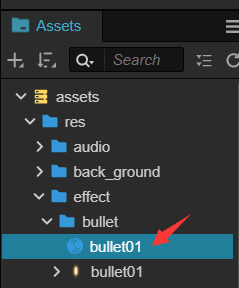 Assets
Search
assets
res
audio
back_ground
effect
bullet
bullet01
bullet01